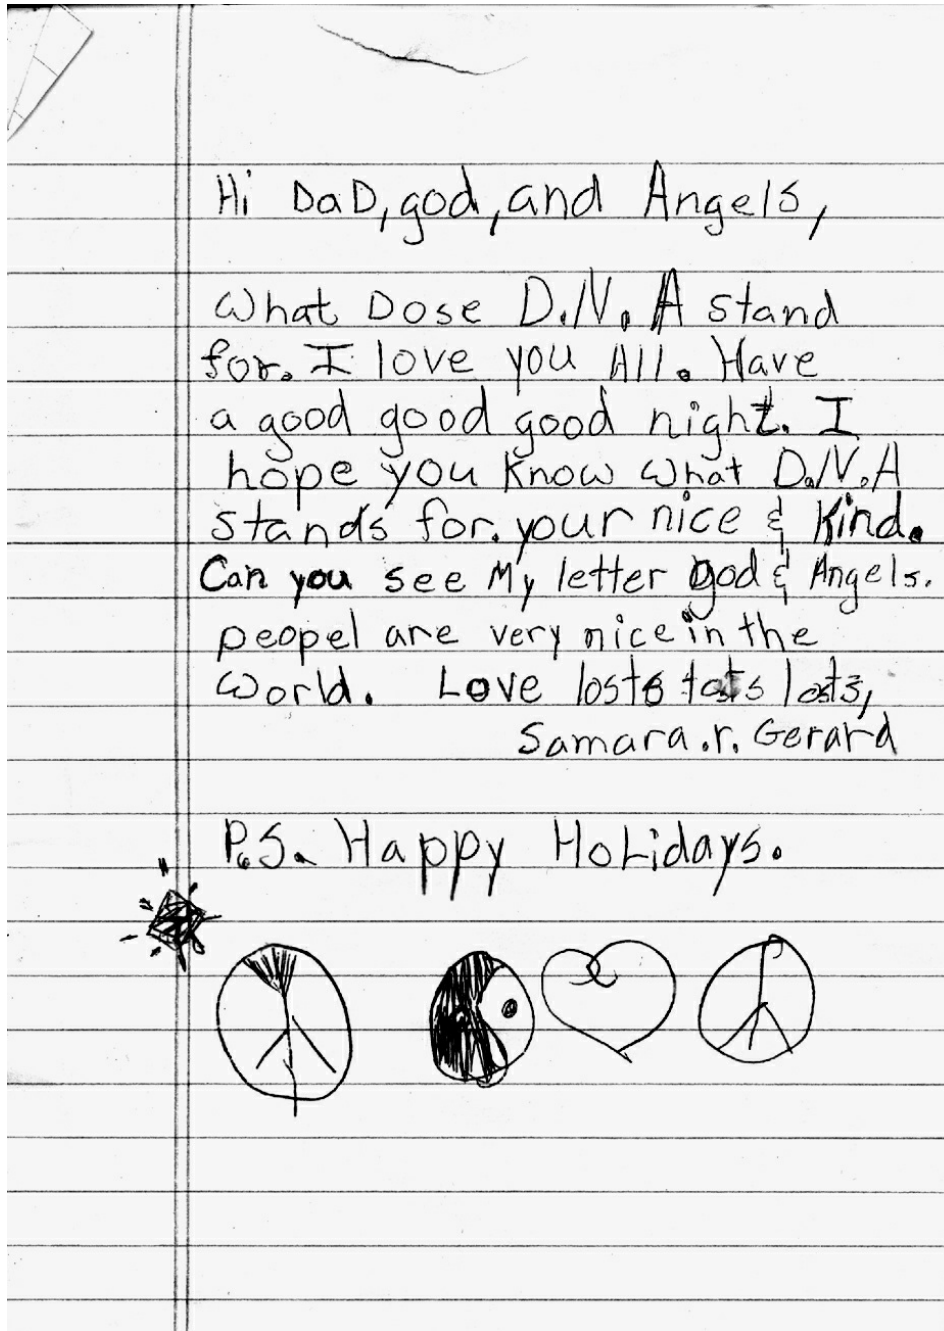 Hi DaD, god, and Angels,
What Dose D.N.A stand
for. I love you All. Have
a good good good night. I
hope you know what D.N.A
stands for. your nice & Kind.
Can you see My letter god & Angels.
peopel are very nice in the
world. Love losts lots losts,
Samara .r. Gerard
P.S. Happy Holidays.